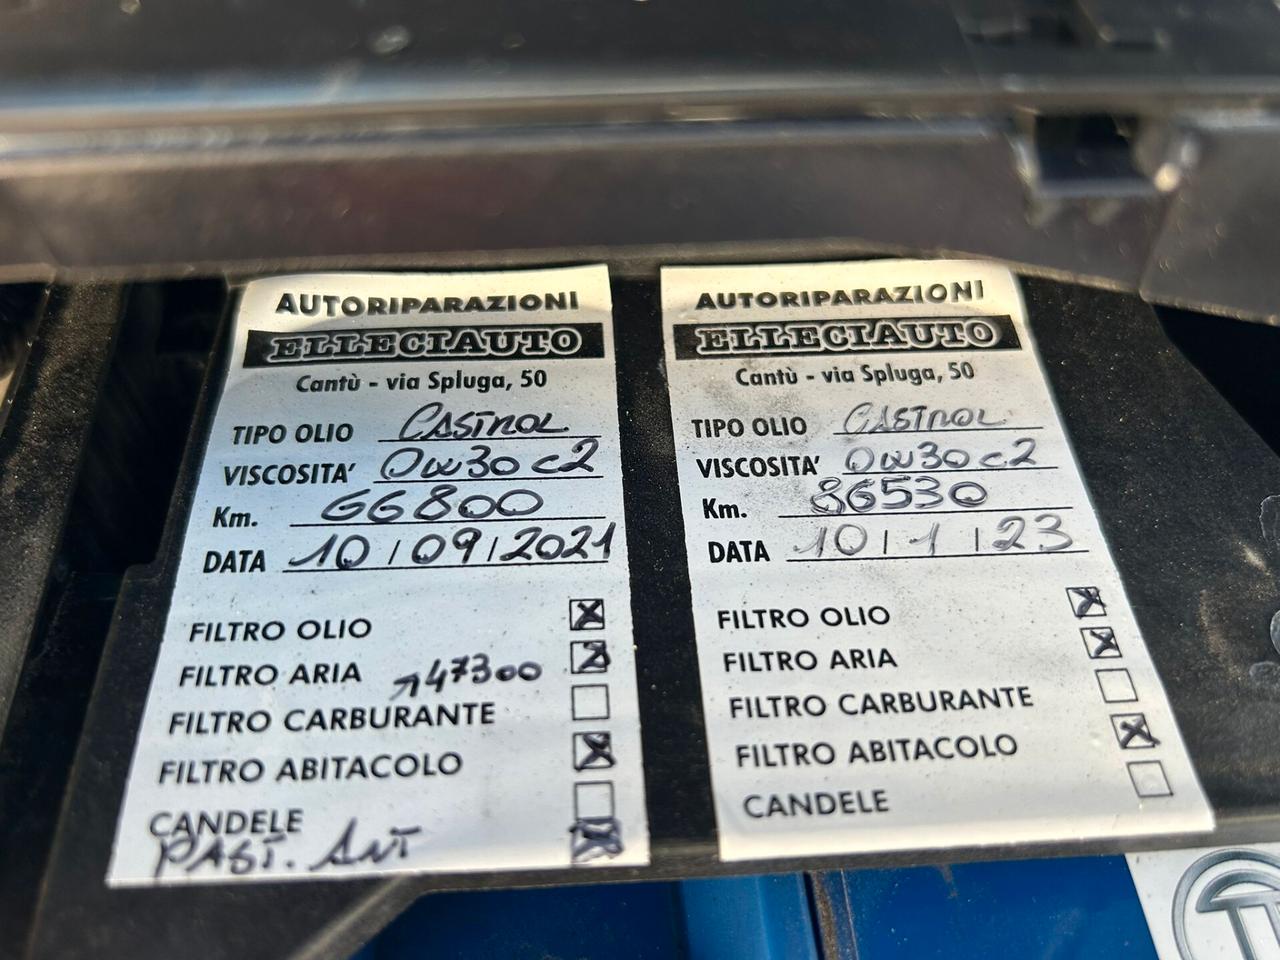 AUTORIPARAZIONI
ELLECIAUTO
Cantù - via Spluga, 50
TIPO OLIO CASTROL
VISCOSITA' 0w30 c2
Km. 66800
DATA 10/09/2021
FILTRO OLIO X
FILTRO ARIA X
↗47300
FILTRO CARBURANTE
FILTRO ABITACOLO X
CANDELE
PAST. ANT X
AUTORIPARAZIONI
ELLECIAUTO
Cantù - via Spluga, 50
TIPO OLIO CASTROL
VISCOSITA' 0w30 c2
Km. 86530
DATA 10/1/23
FILTRO OLIO X
FILTRO ARIA X
FILTRO CARBURANTE
FILTRO ABITACOLO X
CANDELE